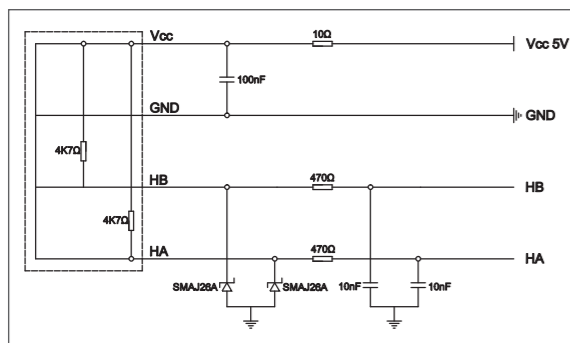 Vcc
10Ω
Vcc 5V
100nF
GND
GND
4K7Ω
HB
470Ω
HB
4K7Ω
HA
470Ω
HA
SMAJ26A
SMAJ26A
10nF
10nF